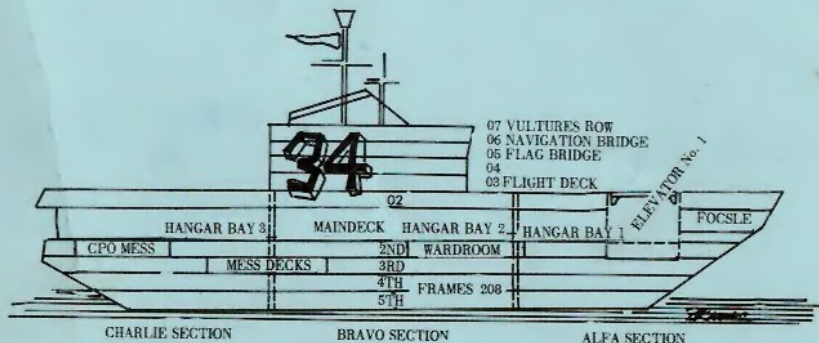 34
07 VULTURES ROW
06 NAVIGATION BRIDGE
05 FLAG BRIDGE
04
03 FLIGHT DECK
ELEVATOR No. 1
02
FOCSLE
HANGAR BAY 3 MAINDECK HANGAR BAY 2 HANGAR BAY 1
CPO MESS 2ND WARDROOM
MESS DECKS 3RD
4TH FRAMES 208
5TH
CHARLIE SECTION BRAVO SECTION ALFA SECTION